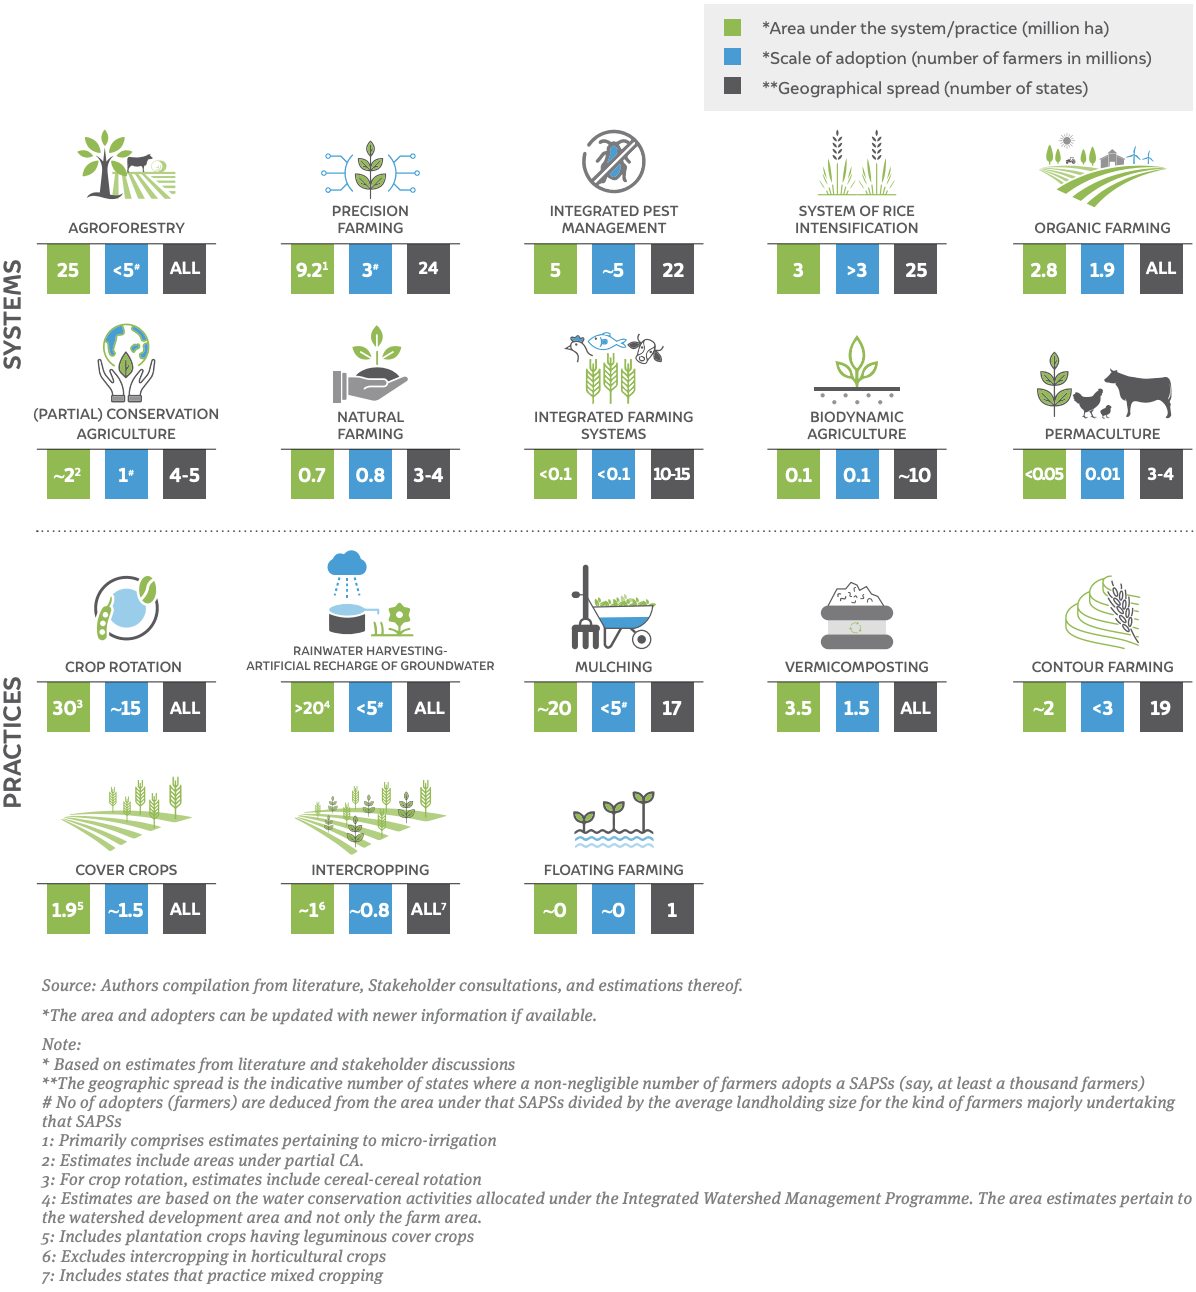 *Area under the system/practice (million ha)
*Scale of adoption (number of farmers in millions)
**Geographical spread (number of states)
SYSTEMS
AGROFORESTRY
25 <5# ALL
PRECISION
FARMING
9.2¹ 3# 24
INTEGRATED PEST
MANAGEMENT
5 ~5 22
SYSTEM OF RICE
INTENSIFICATION
3 >3 25
ORGANIC FARMING
2.8 1.9 ALL
(PARTIAL) CONSERVATION
AGRICULTURE
~2² 1# 4-5
NATURAL
FARMING
0.7 0.8 3-4
INTEGRATED FARMING
SYSTEMS
<0.1 <0.1 10-15
BIODYNAMIC
AGRICULTURE
0.1 0.1 ~10
PERMACULTURE
<0.05 0.01 3-4
PRACTICES
CROP ROTATION
30³ ~15 ALL
RAINWATER HARVESTING-
ARTIFICIAL RECHARGE OF GROUNDWATER
>20⁴ <5# ALL
MULCHING
~20 <5# 17
VERMICOMPOSTING
3.5 1.5 ALL
CONTOUR FARMING
~2 <3 19
COVER CROPS
1.9⁵ ~1.5 ALL
INTERCROPPING
~1⁶ ~0.8 ALL⁷
FLOATING FARMING
~0 ~0 1
Source: Authors compilation from literature, Stakeholder consultations, and estimations thereof.
*The area and adopters can be updated with newer information if available.
Note:
* Based on estimates from literature and stakeholder discussions
**The geographic spread is the indicative number of states where a non-negligible number of farmers adopts a SAPSs (say, at least a thousand farmers)
# No of adopters (farmers) are deduced from the area under that SAPSs divided by the average landholding size for the kind of farmers majorly undertaking
that SAPSs
1: Primarily comprises estimates pertaining to micro-irrigation
2: Estimates include areas under partial CA.
3: For crop rotation, estimates include cereal-cereal rotation
4: Estimates are based on the water conservation activities allocated under the Integrated Watershed Management Programme. The area estimates pertain to
the watershed development area and not only the farm area.
5: Includes plantation crops having leguminous cover crops
6: Excludes intercropping in horticultural crops
7: Includes states that practice mixed cropping